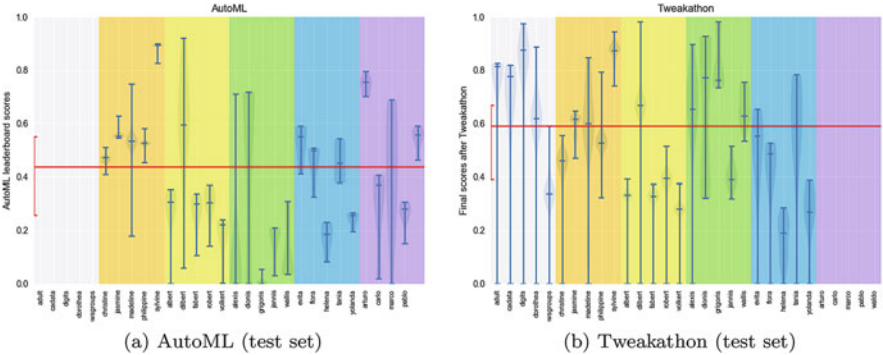 AutoML
Tweakathon
1.0
0.8
0.6
0.4
0.2
0.0
AutoML leaderboard scores
adult
cadata
digits
dorothea
newsgroups
christine
jasmine
madeline
philippine
sylvine
albert
dilbert
fabert
robert
volkert
alexis
dionis
grigoris
jannis
wallis
evita
flora
helena
tania
yolanda
arturo
carlo
marco
pablo
1.0
0.8
0.6
0.4
0.2
0.0
Final scores after Tweakathon
adult
cadata
digits
dorothea
newsgroups
christine
jasmine
madeline
philippine
sylvine
albert
dilbert
fabert
robert
volkert
alexis
dionis
grigoris
jannis
wallis
evita
flora
helena
tania
yolanda
arturo
carlo
marco
pablo
waldo
(a) AutoML (test set)
(b) Tweakathon (test set)